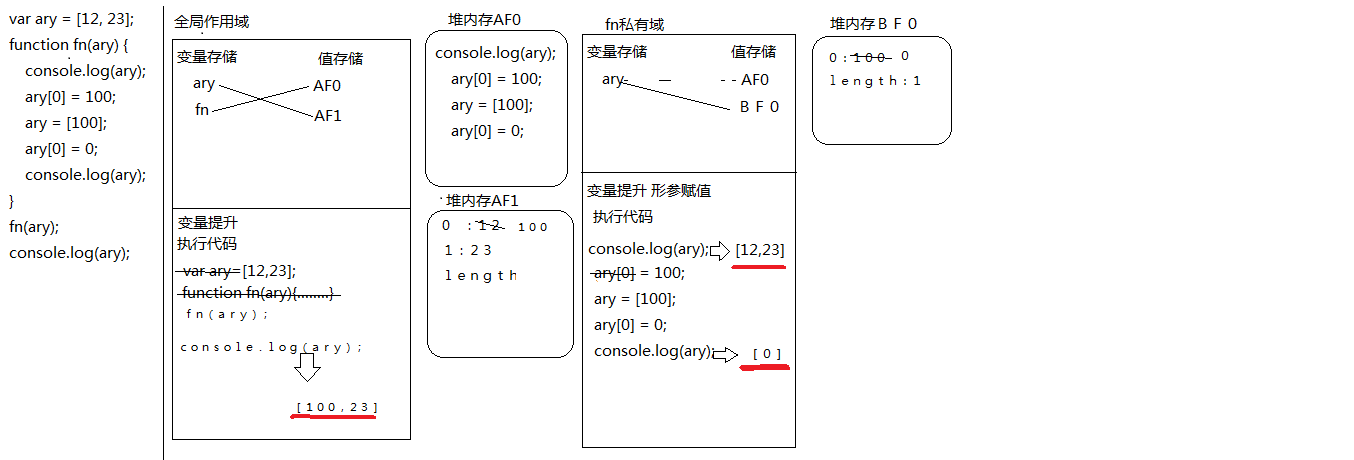 var ary = [12, 23];
function fn(ary) {
console.log(ary);
ary[0] = 100;
ary = [100];
ary[0] = 0;
console.log(ary);
}
fn(ary);
console.log(ary);
全局作用域
变量存储 值存储
ary AF0
fn AF1
变量提升
执行代码
var ary=[12,23];
function fn(ary){........}
fn(ary);
console.log(ary);
[100,23]
堆内存AF0
console.log(ary);
ary[0] = 100;
ary = [100];
ary[0] = 0;
堆内存AF1
0 :12 100
1:23
length
fn私有域
变量存储 值存储
ary — --AF0
BF0
变量提升 形参赋值
执行代码
console.log(ary); [12,23]
ary[0] = 100;
ary = [100];
ary[0] = 0;
console.log(ary); [0]
堆内存BF0
0:100 0
length:1